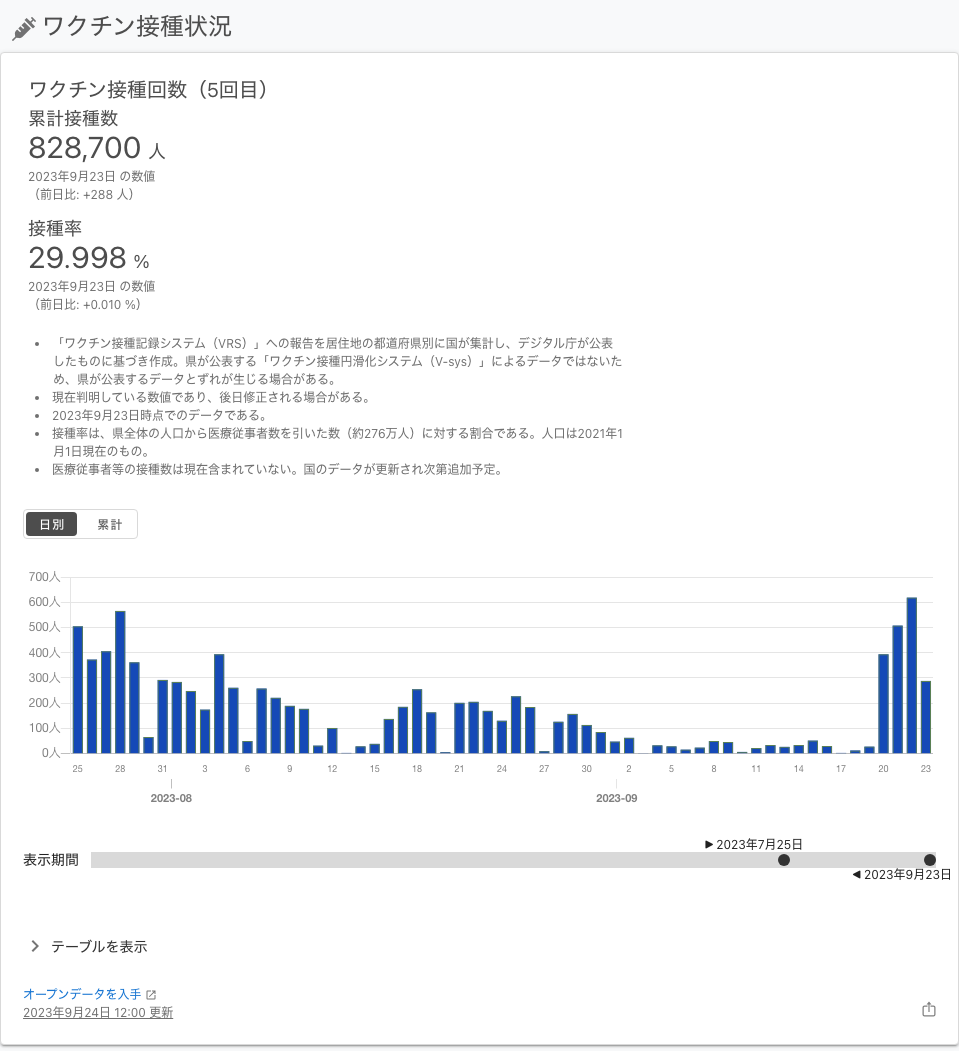 ワクチン接種状況
ワクチン接種回数（5回目）
累計接種数
828,700 人
2023年9月23日 の数値
（前日比: +288 人）
接種率
29.998 %
2023年9月23日 の数値
（前日比: +0.010 %）
• 「ワクチン接種記録システム（VRS）」への報告を居住地の都道府県別に国が集計し、デジタル庁が公表
したものに基づき作成。県が公表する「ワクチン接種円滑化システム（V-sys）」によるデータではないた
め、県が公表するデータとずれが生じる場合がある。
• 現在判明している数値であり、後日修正される場合がある。
• 2023年9月23日時点でのデータである。
• 接種率は、県全体の人口から医療従事者数を引いた数（約276万人）に対する割合である。人口は2021年1
月1日現在のもの。
• 医療従事者等の接種数は現在含まれていない。国のデータが更新され次第追加予定。
日別 累計
700人
600人
500人
400人
300人
200人
100人
0人
25 28 31 3 6 9 12 15 18 21 24 27 30 2 5 8 11 14 17 20 23
2023-08 2023-09
2023年7月25日
表示期間
2023年9月23日
テーブルを表示
オープンデータを入手
2023年9月24日 12:00 更新